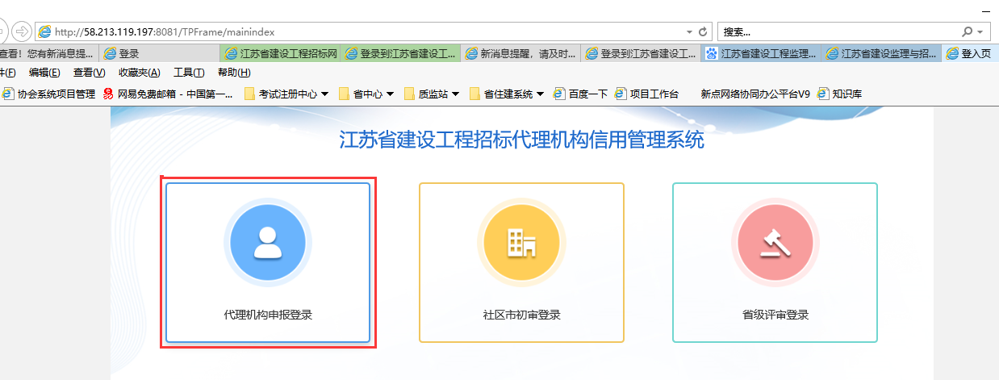 http://58.213.119.197:8081/TPFrame/mainindex
搜索...
查看！您有新消息提... 登录 江苏省建设工程招标网 登录到江苏省建设工... 新消息提醒，请及时... 登录到江苏省建设工... 江苏省建设工程监理... 江苏省建设监理与招... 登入页
件(F) 编辑(E) 查看(V) 收藏夹(A) 工具(T) 帮助(H)
协会系统项目管理 网易免费邮箱 - 中国第一... 考试注册中心 省中心 质监站 省住建系统 百度一下 项目工作台 新点网络协同办公平台V9 知识库
江苏省建设工程招标代理机构信用管理系统
代理机构申报登录 社区市初审登录 省级评审登录